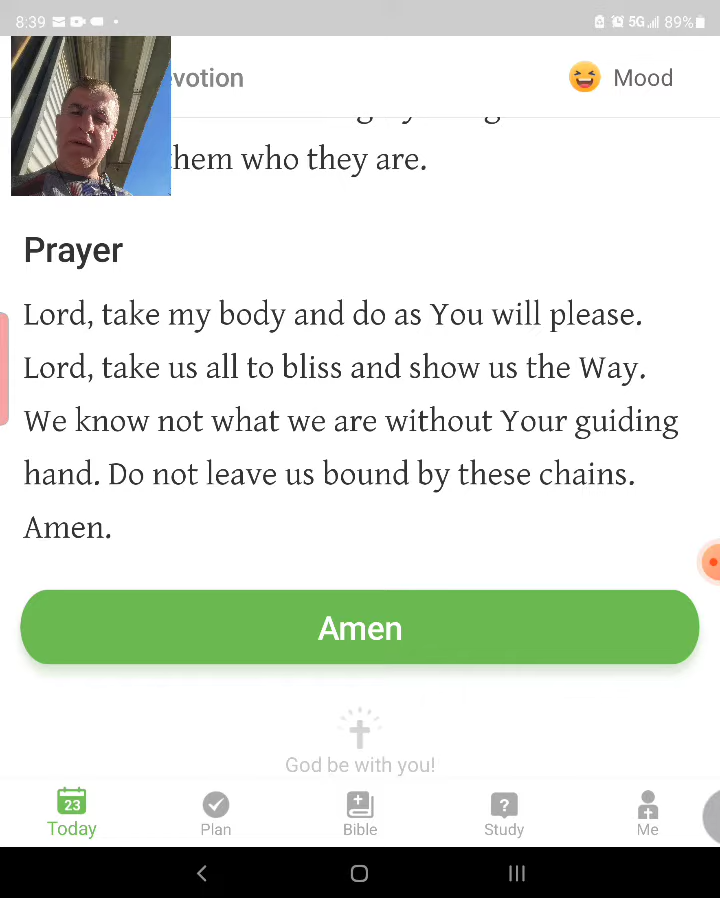 8:39 5G 89%
votion Mood
them who they are.
Prayer
Lord, take my body and do as You will please.
Lord, take us all to bliss and show us the Way.
We know not what we are without Your guiding
hand. Do not leave us bound by these chains.
Amen.
Amen
God be with you!
23
Today Plan Bible Study Me